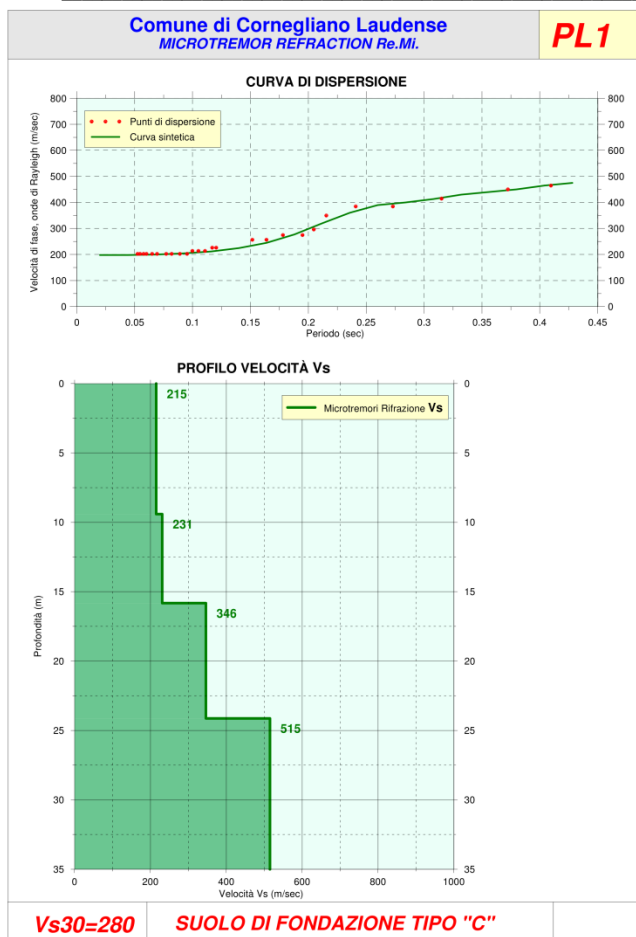 Comune di Cornegliano Laudense
MICROTREMOR REFRACTION Re.Mi.
PL1
CURVA DI DISPERSIONE
Punti di dispersione
Curva sintetica
Velocità di fase, onde di Rayleigh (m/sec)
800 800
700 700
600 600
500 500
400 400
300 300
200 200
100 100
0 0
0 0.05 0.1 0.15 0.2 0.25 0.3 0.35 0.4 0.45
Periodo (sec)
PROFILO VELOCITÀ Vs
Microtremori Rifrazione Vs
Profondità (m)
0 0
215
5 5
10 10
231
15 15
346
20 20
25 25
515
30 30
35 35
0 200 400 600 800 1000
Velocità Vs (m/sec)
Vs30=280
SUOLO DI FONDAZIONE TIPO "C"